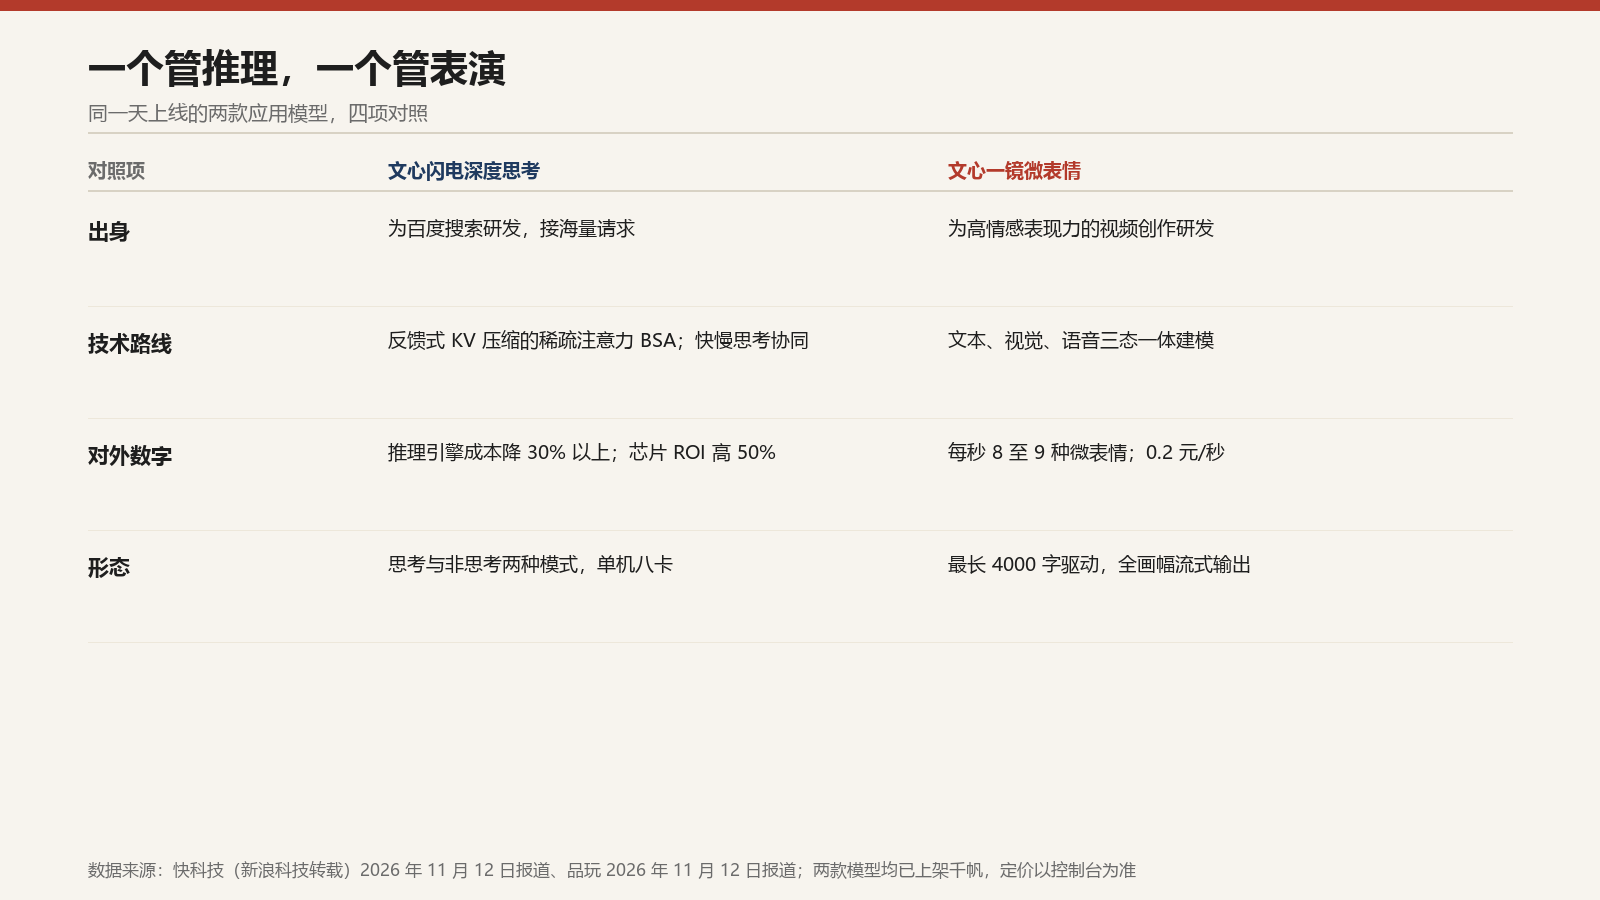 一个管推理，一个管表演
同一天上线的两款应用模型，四项对照
对照项 文心闪电深度思考 文心一镜微表情
出身 为百度搜索研发，接海量请求 为高情感表现力的视频创作研发
技术路线 反馈式 KV 压缩的稀疏注意力 BSA；快慢思考协同 文本、视觉、语音三态一体建模
对外数字 推理引擎成本降 30% 以上；芯片 ROI 高 50% 每秒 8 至 9 种微表情；0.2 元/秒
形态 思考与非思考两种模式，单机八卡 最长 4000 字驱动，全画幅流式输出
数据来源：快科技（新浪科技转载）2026 年 11 月 12 日报道、品玩 2026 年 11 月 12 日报道；两款模型均已上架千帆，定价以控制台为准